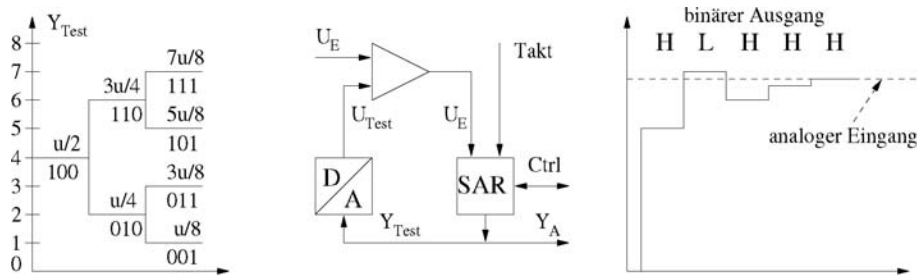 Y_Test
8
7
6
5
4
3
2
1
0
u/2
100
3u/4
110
u/4
010
7u/8
111
5u/8
101
3u/8
011
u/8
001
U_E
Takt
U_Test
U_E
D
A
SAR
Ctrl
Y_Test
Y_A
binärer Ausgang
H L H H H
analoger Eingang